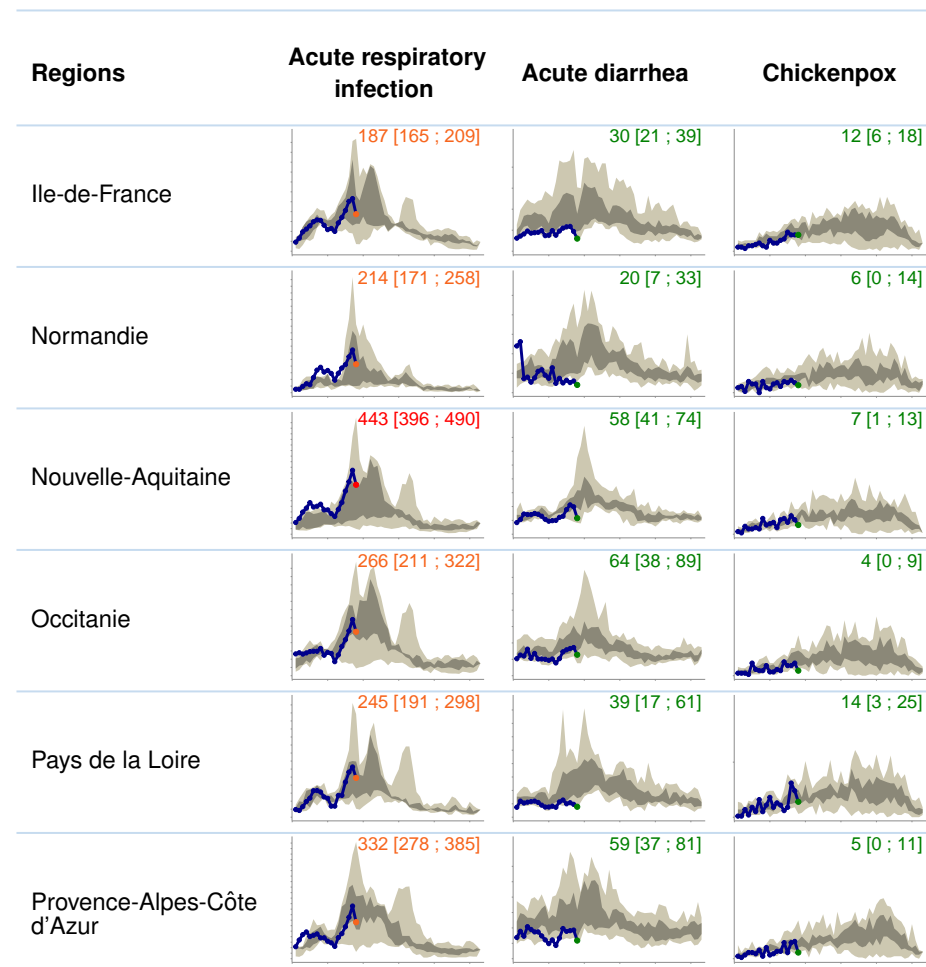 Regions
Acute respiratory
infection
Acute diarrhea
Chickenpox
Ile-de-France
187 [165 ; 209]
30 [21 ; 39]
12 [6 ; 18]
Normandie
214 [171 ; 258]
20 [7 ; 33]
6 [0 ; 14]
Nouvelle-Aquitaine
443 [396 ; 490]
58 [41 ; 74]
7 [1 ; 13]
Occitanie
266 [211 ; 322]
64 [38 ; 89]
4 [0 ; 9]
Pays de la Loire
245 [191 ; 298]
39 [17 ; 61]
14 [3 ; 25]
Provence-Alpes-Côte
d'Azur
332 [278 ; 385]
59 [37 ; 81]
5 [0 ; 11]